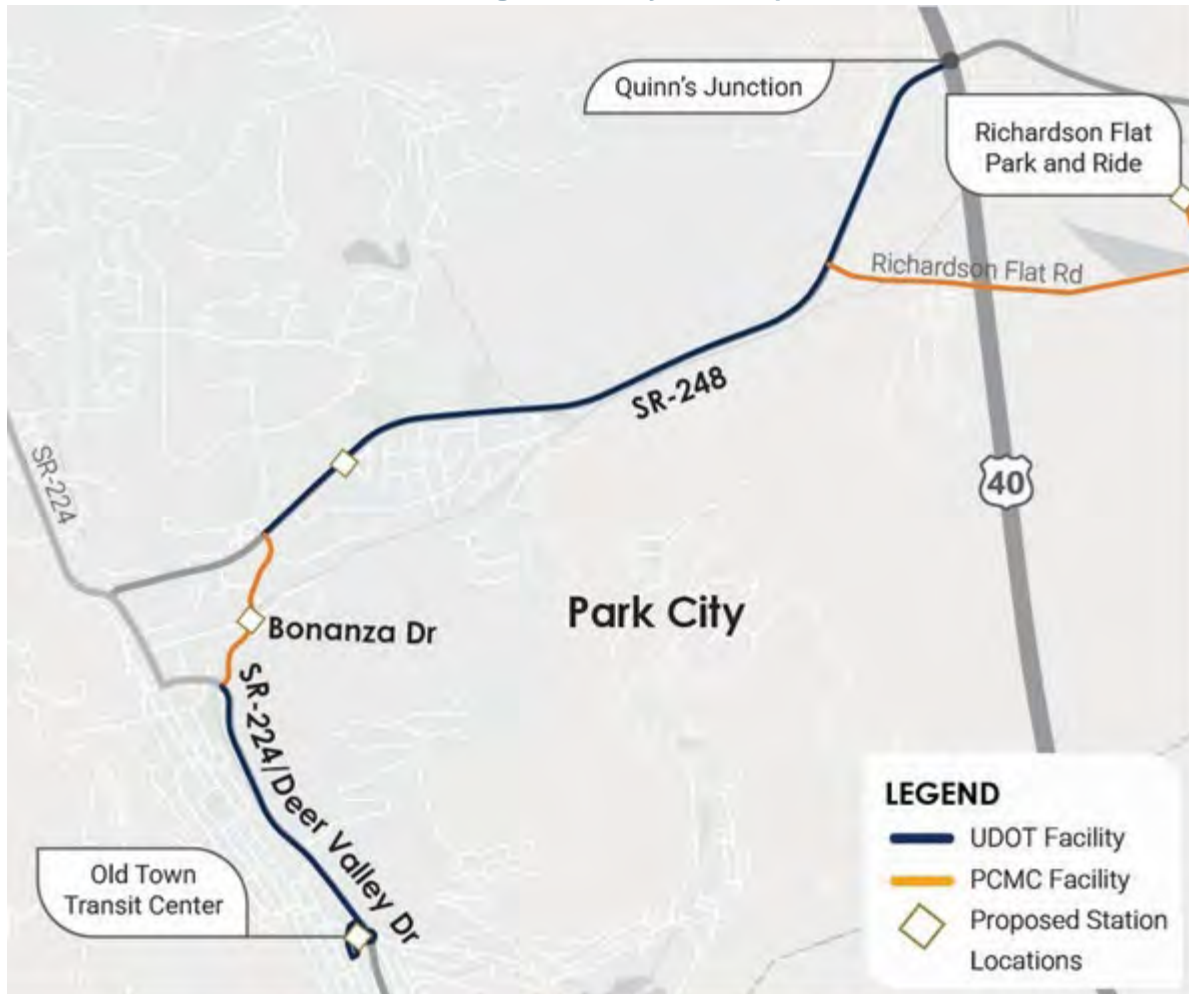 Quinn's Junction
Richardson Flat
Park and Ride
Richardson Flat Rd
SR-248
40
SR-224
Park City
Bonanza Dr
SR-224/Deer Valley Dr
Old Town
Transit Center
LEGEND
UDOT Facility
PCMC Facility
Proposed Station
Locations